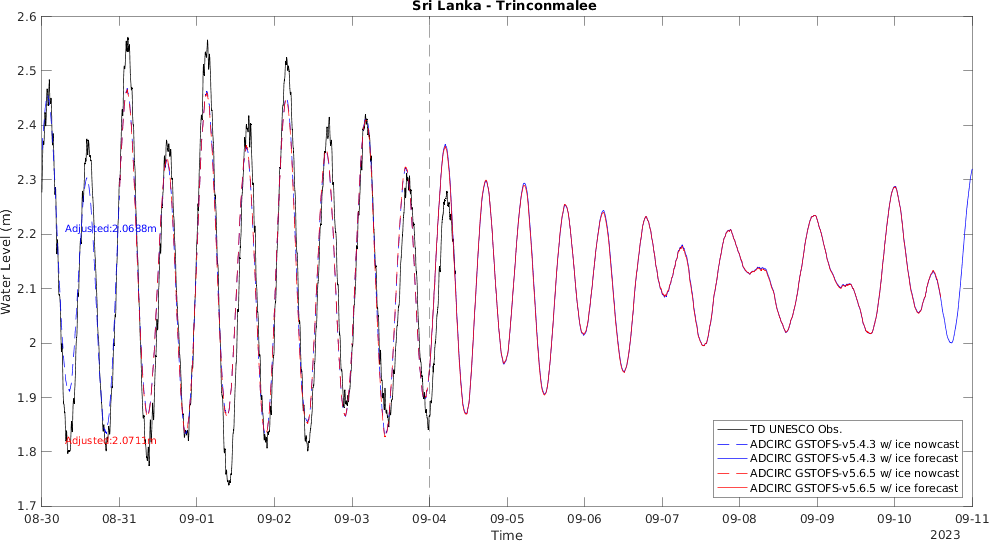 Sri Lanka - Trinconmalee
2.6
2.5
2.4
2.3
2.2
2.1
2
1.9
1.8
1.7
Water Level (m)
Adjusted:2.0638m
Adjusted:2.0711m
TD UNESCO Obs.
ADCIRC GSTOFS-v5.4.3 w/ ice nowcast
ADCIRC GSTOFS-v5.4.3 w/ ice forecast
ADCIRC GSTOFS-v5.6.5 w/ ice nowcast
ADCIRC GSTOFS-v5.6.5 w/ ice forecast
08-30 08-31 09-01 09-02 09-03 09-04 09-05 09-06 09-07 09-08 09-09 09-10 09-11
Time
2023